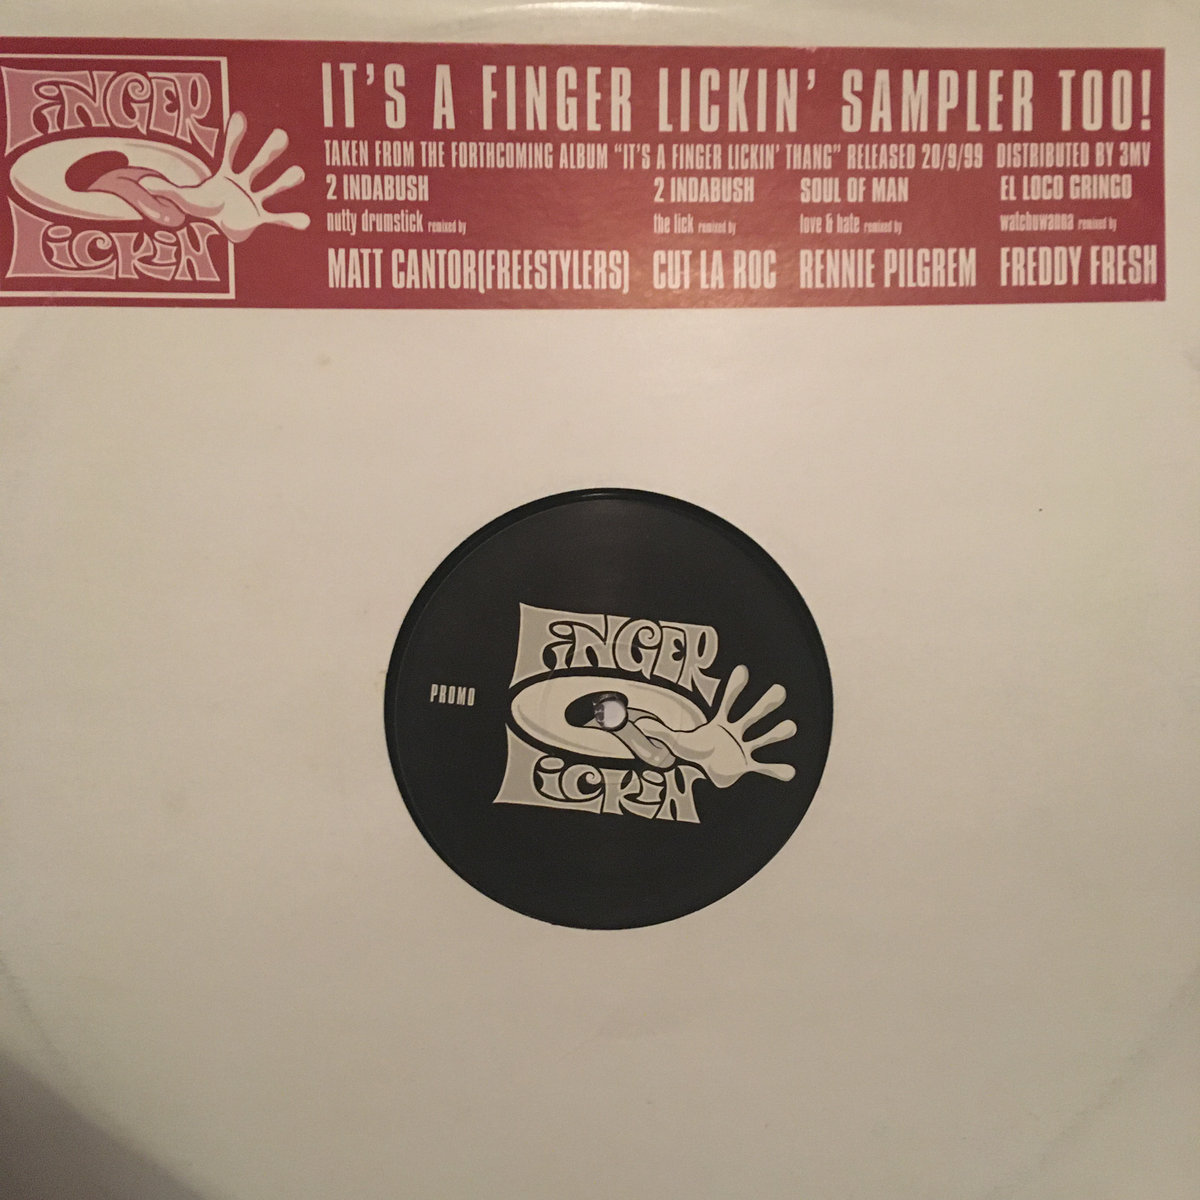 FINGER
LICKIN
IT'S A FINGER LICKIN' SAMPLER TOO!
TAKEN FROM THE FORTHCOMING ALBUM "IT'S A FINGER LICKIN' THANG" RELEASED 20/9/99 DISTRIBUTED BY 3MV
2 INDABUSH
nutty drumstick remixed by
MATT CANTOR(FREESTYLERS)
2 INDABUSH
the lick remixed by
CUT LA ROC
SOUL OF MAN
love & hate remixed by
RENNIE PILGREM
EL LOCO GRINGO
watchuwanna remixed by
FREDDY FRESH
PROMO
FINGER
LICKIN